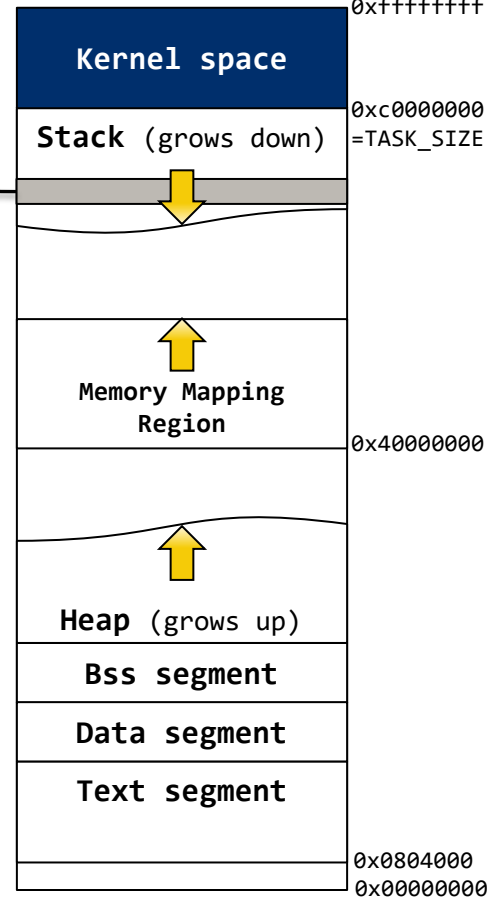 0xffffffff
Kernel space
0xc0000000
=TASK_SIZE
Stack (grows down)
Memory Mapping
Region
0x40000000
Heap (grows up)
Bss segment
Data segment
Text segment
0x0804000
0x00000000